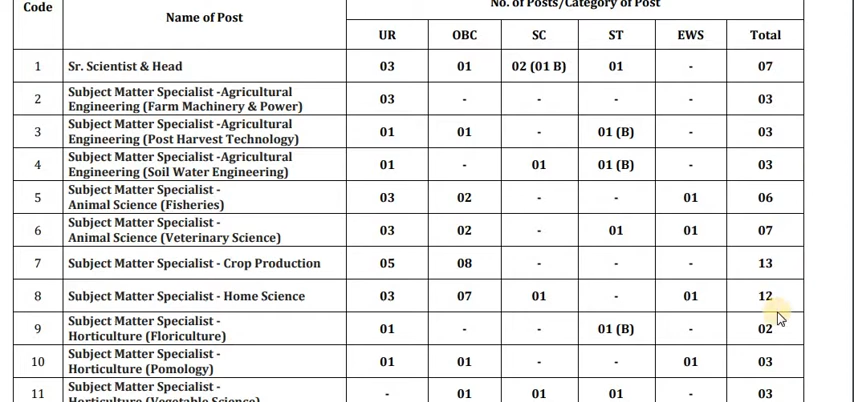 No. of Posts/Category of Post
Code
Name of Post
UR OBC SC ST EWS Total
1 Sr. Scientist & Head 03 01 02 (01 B) 01 - 07
2 Subject Matter Specialist -Agricultural
Engineering (Farm Machinery & Power) 03 - - - - 03
3 Subject Matter Specialist -Agricultural
Engineering (Post Harvest Technology) 01 01 - 01 (B) - 03
4 Subject Matter Specialist -Agricultural
Engineering (Soil Water Engineering) 01 - 01 01 (B) - 03
5 Subject Matter Specialist -
Animal Science (Fisheries) 03 02 - - 01 06
6 Subject Matter Specialist -
Animal Science (Veterinary Science) 03 02 - 01 01 07
7 Subject Matter Specialist - Crop Production 05 08 - - - 13
8 Subject Matter Specialist - Home Science 03 07 01 - 01 12
9 Subject Matter Specialist -
Horticulture (Floriculture) 01 - - 01 (B) - 02
10 Subject Matter Specialist -
Horticulture (Pomology) 01 01 - - 01 03
11 Subject Matter Specialist -
Horticulture (Vegetable Science) - 01 01 01 - 03